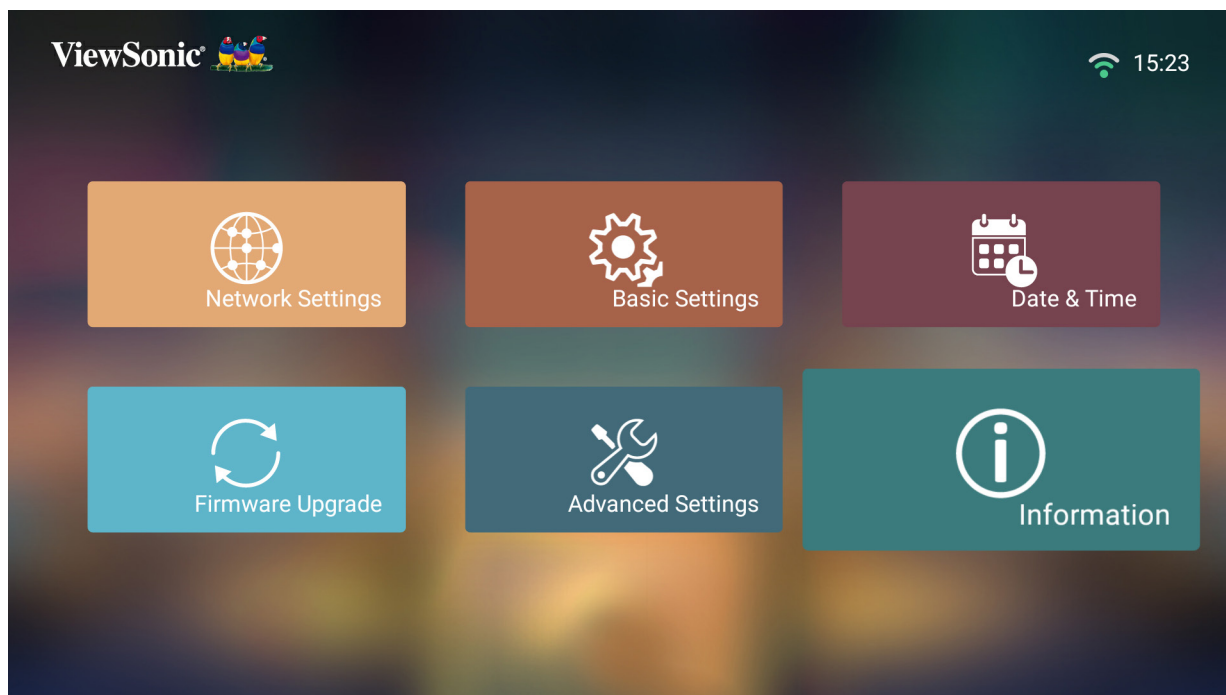 ViewSonic®
15:23
Network Settings
Basic Settings
Date & Time
Firmware Upgrade
Advanced Settings
Information